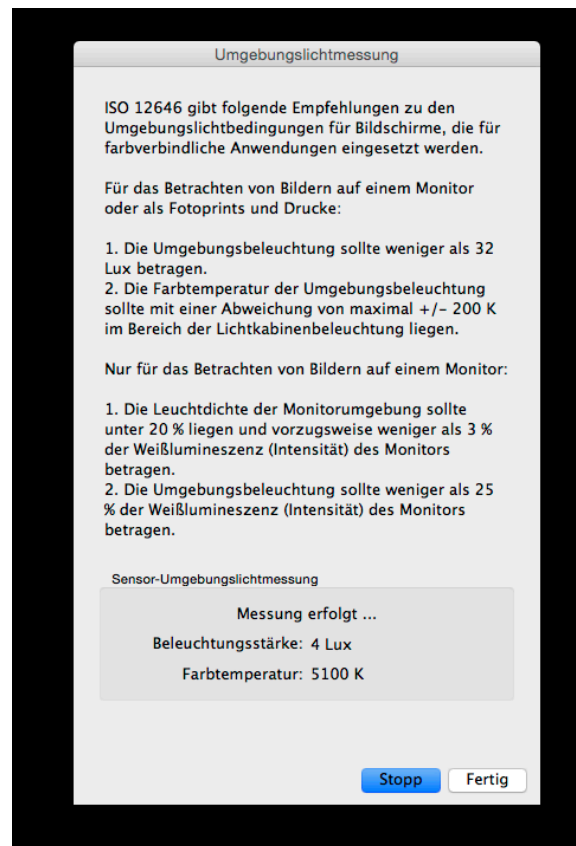 Umgebungslichtmessung
ISO 12646 gibt folgende Empfehlungen zu den
Umgebungslichtbedingungen für Bildschirme, die für
farbverbindliche Anwendungen eingesetzt werden.
Für das Betrachten von Bildern auf einem Monitor
oder als Fotoprints und Drucke:
1. Die Umgebungsbeleuchtung sollte weniger als 32
Lux betragen.
2. Die Farbtemperatur der Umgebungsbeleuchtung
sollte mit einer Abweichung von maximal +/- 200 K
im Bereich der Lichtkabinenbeleuchtung liegen.
Nur für das Betrachten von Bildern auf einem Monitor:
1. Die Leuchtdichte der Monitorumgebung sollte
unter 20 % liegen und vorzugsweise weniger als 3 %
der Weißlumineszenz (Intensität) des Monitors
betragen.
2. Die Umgebungsbeleuchtung sollte weniger als 25
% der Weißlumineszenz (Intensität) des Monitors
betragen.
Sensor-Umgebungslichtmessung
Messung erfolgt ...
Beleuchtungsstärke: 4 Lux
Farbtemperatur: 5100 K
Stopp Fertig